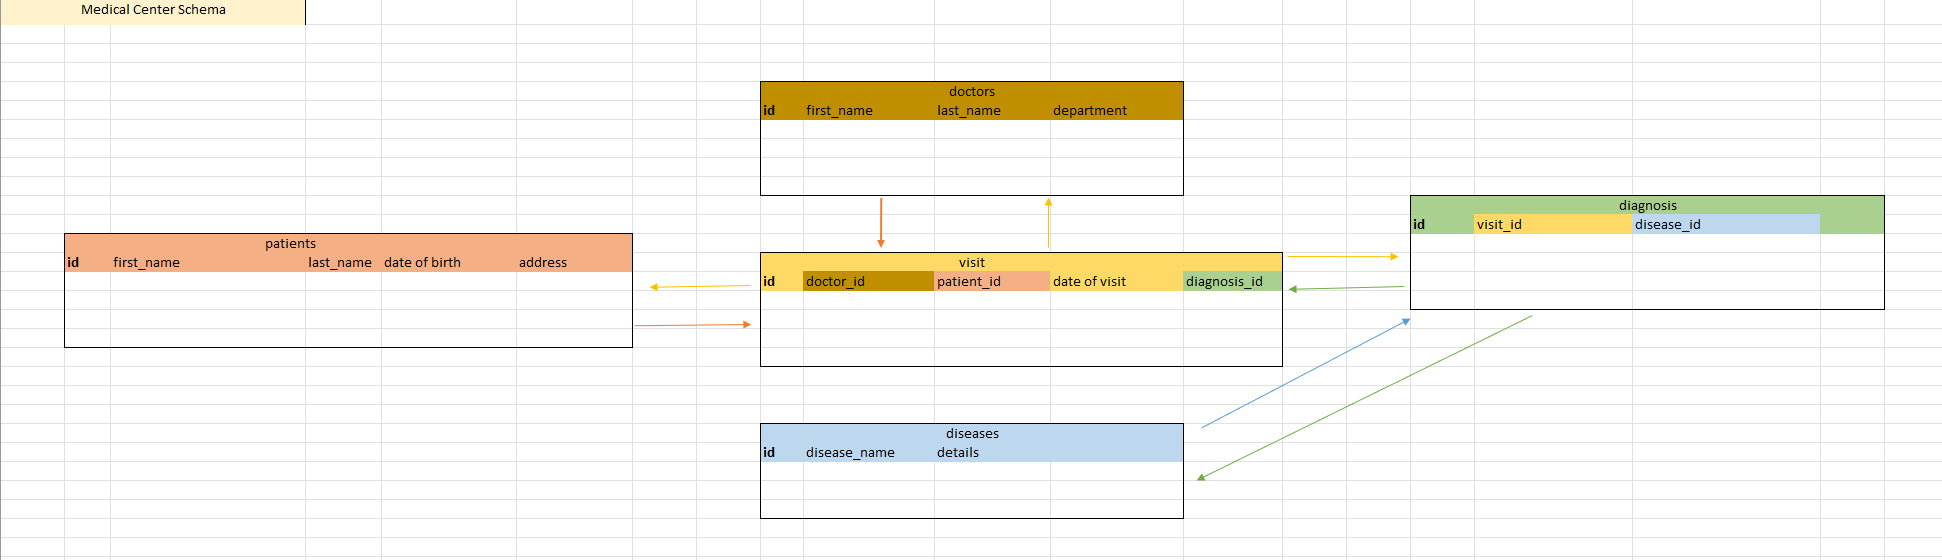 Medical Center Schema
doctors
id first_name last_name department
diagnosis
id visit_id disease_id
patients
id first_name last_name date of birth address
visit
id doctor_id patient_id date of visit diagnosis_id
diseases
id disease_name details